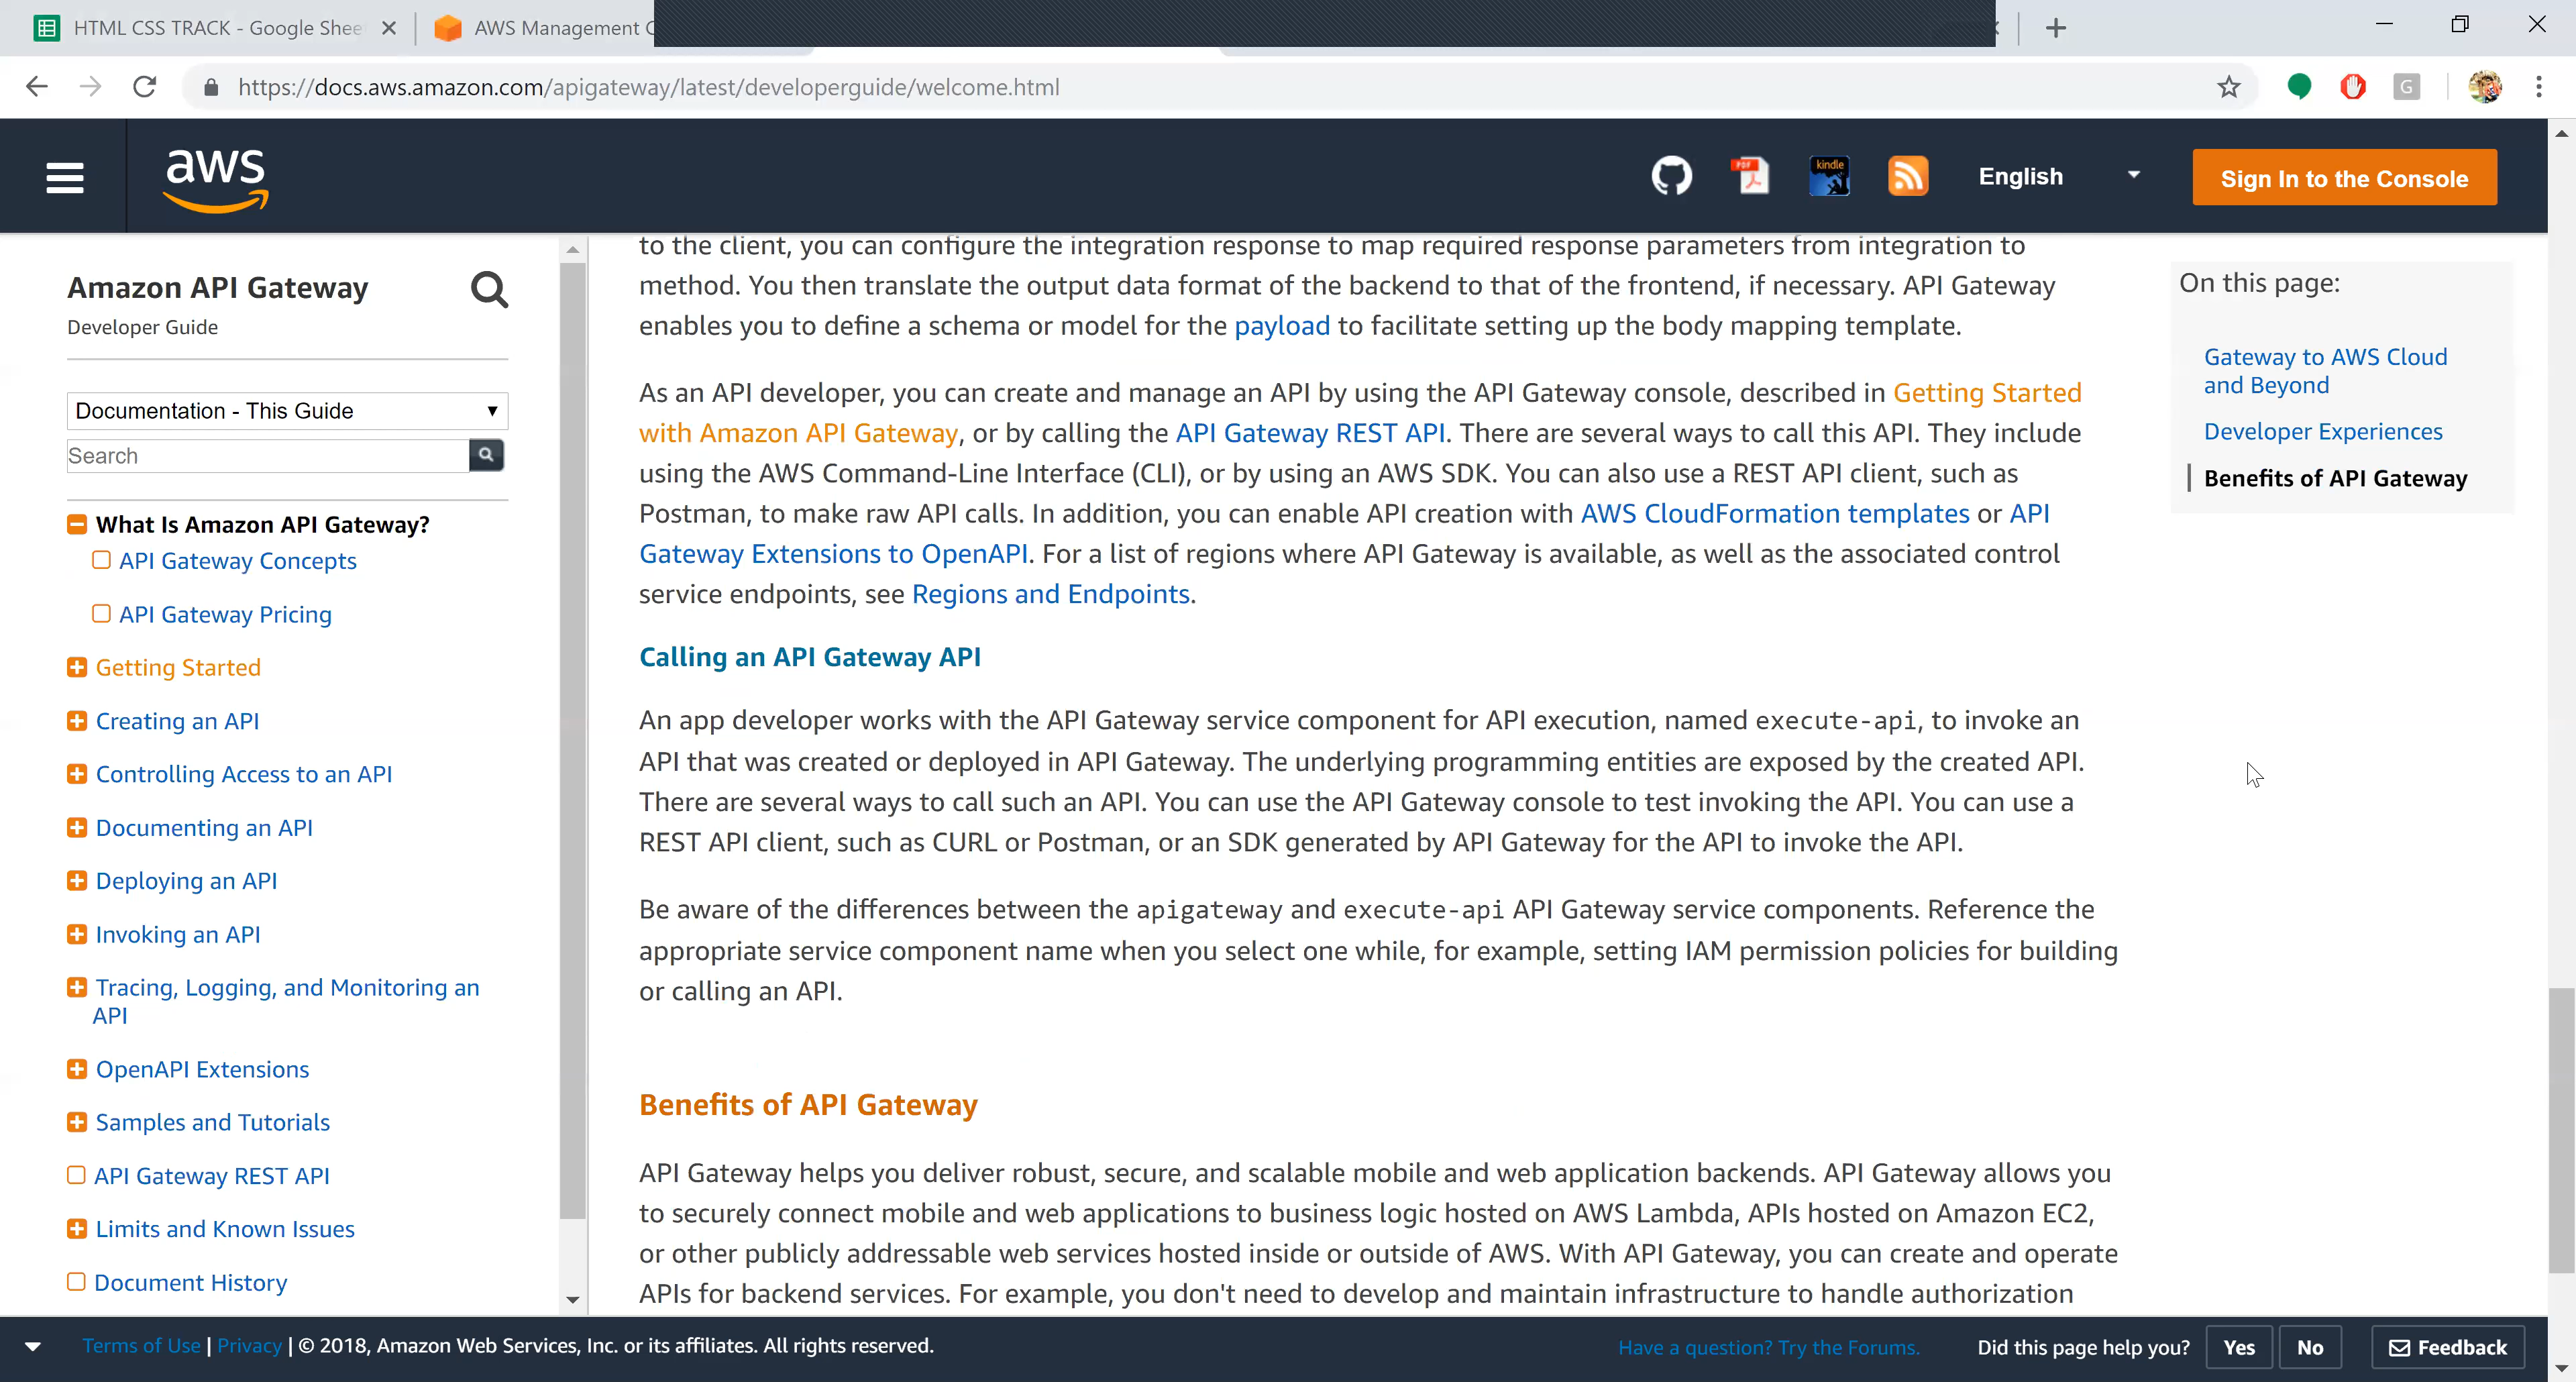 HTML CSS TRACK - Google Shee
AWS Management
https://docs.aws.amazon.com/apigateway/latest/developerguide/welcome.html
G
aws
PDF
kindle
English
Sign In to the Console
Amazon API Gateway
Developer Guide
Documentation - This Guide
Search
What Is Amazon API Gateway?
API Gateway Concepts
API Gateway Pricing
Getting Started
Creating an API
Controlling Access to an API
Documenting an API
Deploying an API
Invoking an API
Tracing, Logging, and Monitoring an
API
OpenAPI Extensions
Samples and Tutorials
API Gateway REST API
Limits and Known Issues
Document History
to the client, you can configure the integration response to map required response parameters from integration to
method. You then translate the output data format of the backend to that of the frontend, if necessary. API Gateway
enables you to define a schema or model for the payload to facilitate setting up the body mapping template.
As an API developer, you can create and manage an API by using the API Gateway console, described in Getting Started
with Amazon API Gateway, or by calling the API Gateway REST API. There are several ways to call this API. They include
using the AWS Command-Line Interface (CLI), or by using an AWS SDK. You can also use a REST API client, such as
Postman, to make raw API calls. In addition, you can enable API creation with AWS CloudFormation templates or API
Gateway Extensions to OpenAPI. For a list of regions where API Gateway is available, as well as the associated control
service endpoints, see Regions and Endpoints.
Calling an API Gateway API
An app developer works with the API Gateway service component for API execution, named execute-api, to invoke an
API that was created or deployed in API Gateway. The underlying programming entities are exposed by the created API.
There are several ways to call such an API. You can use the API Gateway console to test invoking the API. You can use a
REST API client, such as CURL or Postman, or an SDK generated by API Gateway for the API to invoke the API.
Be aware of the differences between the apigateway and execute-api API Gateway service components. Reference the
appropriate service component name when you select one while, for example, setting IAM permission policies for building
or calling an API.
Benefits of API Gateway
API Gateway helps you deliver robust, secure, and scalable mobile and web application backends. API Gateway allows you
to securely connect mobile and web applications to business logic hosted on AWS Lambda, APIs hosted on Amazon EC2,
or other publicly addressable web services hosted inside or outside of AWS. With API Gateway, you can create and operate
APIs for backend services. For example, you don't need to develop and maintain infrastructure to handle authorization
On this page:
Gateway to AWS Cloud
and Beyond
Developer Experiences
Benefits of API Gateway
Terms of Use | Privacy | © 2018, Amazon Web Services, Inc. or its affiliates. All rights reserved.
Have a question? Try the Forums.
Did this page help you?
Yes
No
Feedback